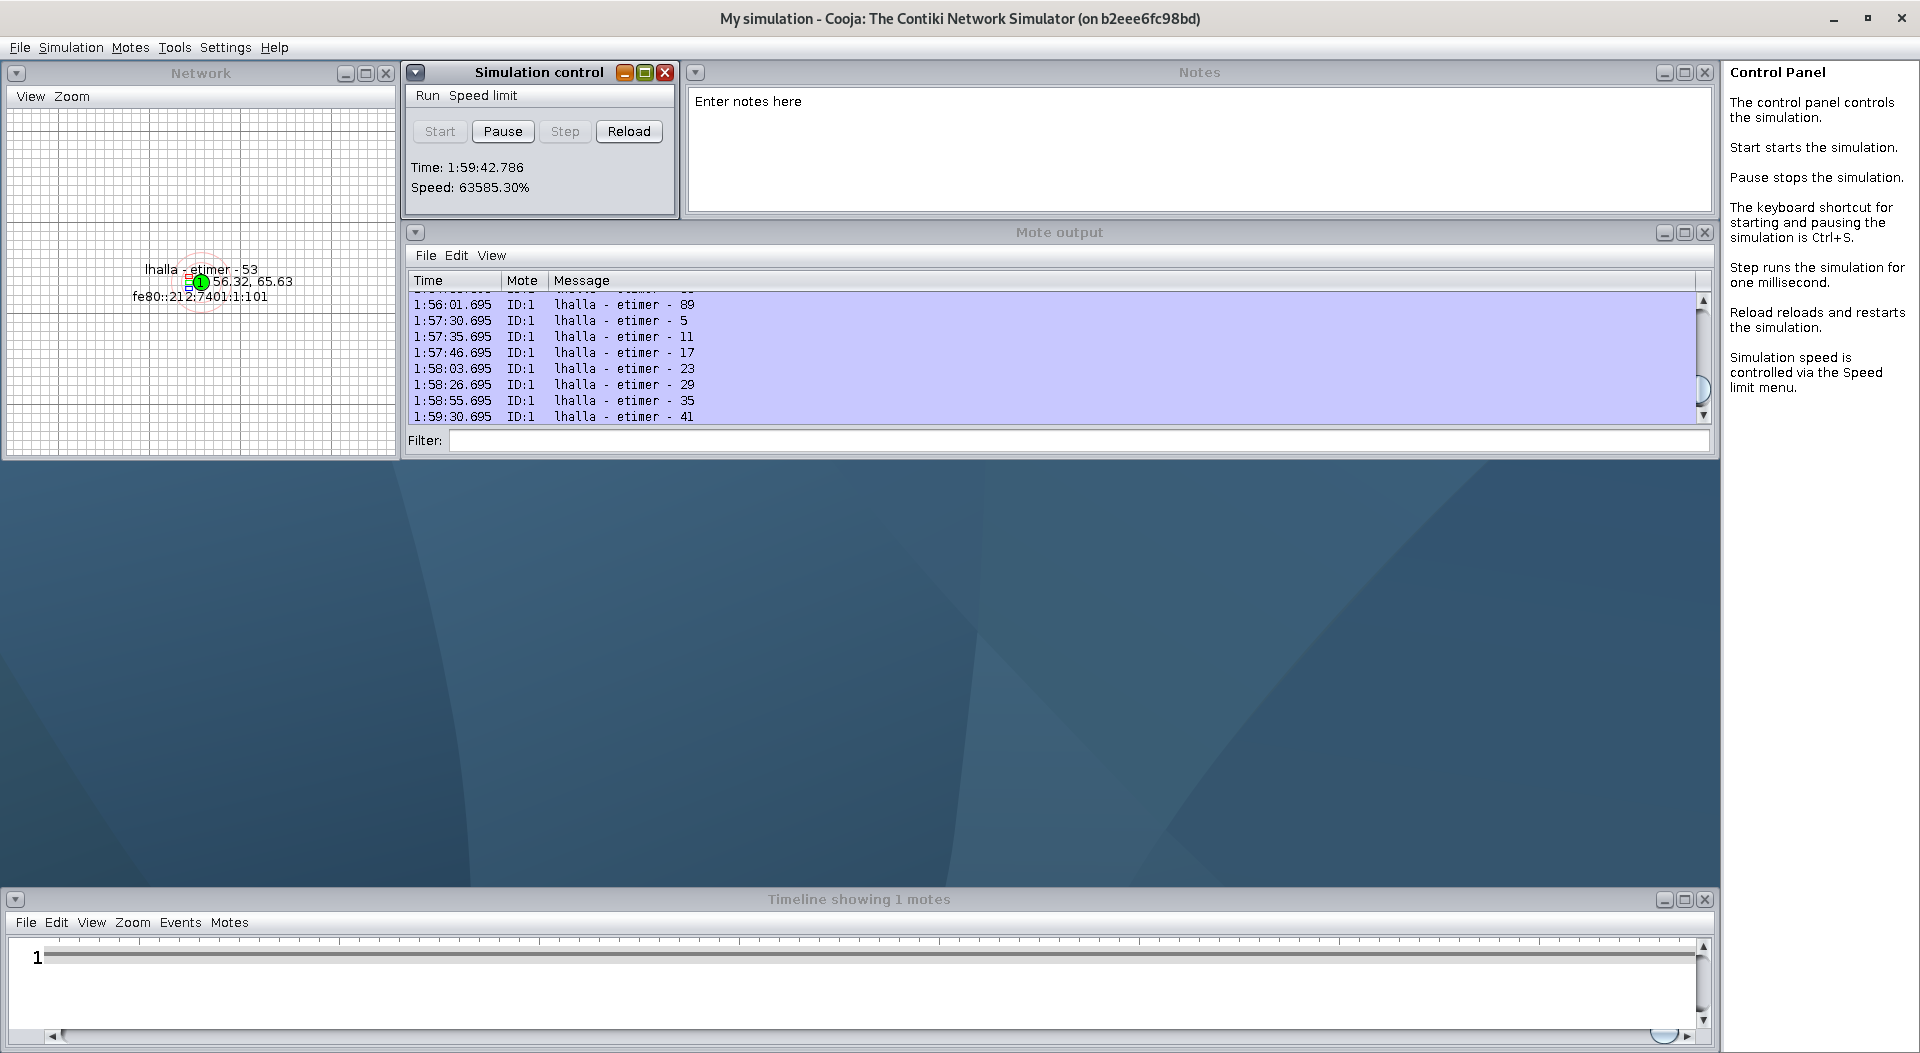 My simulation - Cooja: The Contiki Network Simulator (on b2eee6fc98bd)
File Simulation Motes Tools Settings Help
Network
View Zoom
lhalla - etimer - 53
1 56.32, 65.63
fe80::212:7401:1:101
Simulation control
Run Speed limit
Start Pause Step Reload
Time: 1:59:42.786
Speed: 63585.30%
Notes
Enter notes here
Mote output
File Edit View
Time Mote Message
1:56:01.695 ID:1 lhalla - etimer - 89
1:57:30.695 ID:1 lhalla - etimer - 5
1:57:35.695 ID:1 lhalla - etimer - 11
1:57:46.695 ID:1 lhalla - etimer - 17
1:58:03.695 ID:1 lhalla - etimer - 23
1:58:26.695 ID:1 lhalla - etimer - 29
1:58:55.695 ID:1 lhalla - etimer - 35
1:59:30.695 ID:1 lhalla - etimer - 41
Filter:
Control Panel
The control panel controls
the simulation.
Start starts the simulation.
Pause stops the simulation.
The keyboard shortcut for
starting and pausing the
simulation is Ctrl+S.
Step runs the simulation for
one millisecond.
Reload reloads and restarts
the simulation.
Simulation speed is
controlled via the Speed
limit menu.
Timeline showing 1 motes
File Edit View Zoom Events Motes
1